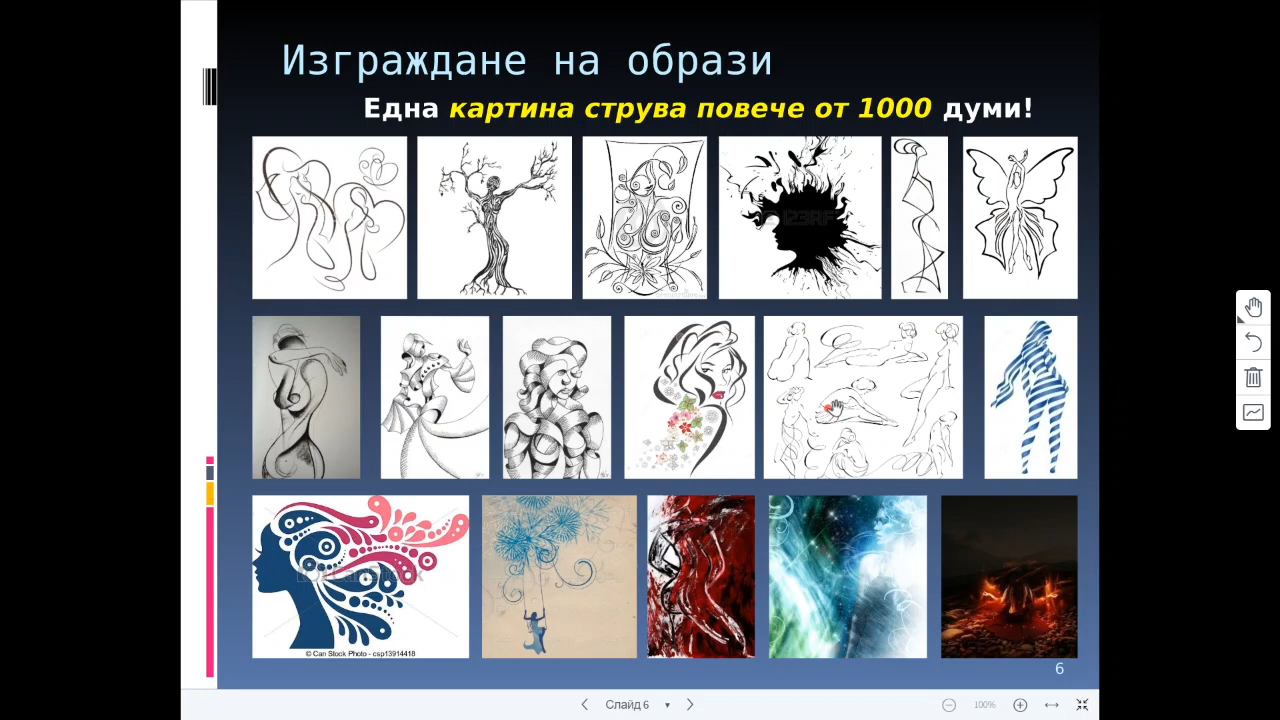 Изграждане на образи
Една картина струва повече от 1000 думи!
123RF
© Can Stock Photo - csp13914418
6
Слайд 6
100%